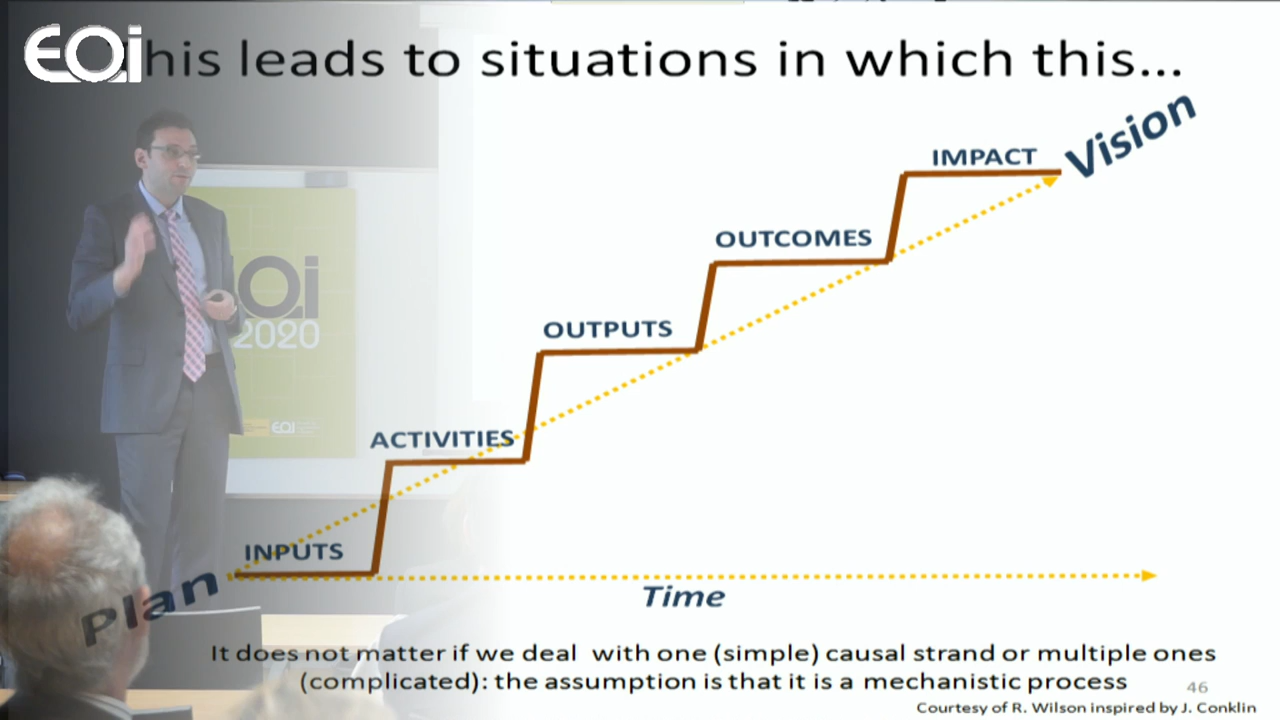 EOi
This leads to situations in which this...
Vision
IMPACT
OUTCOMES
OUTPUTS
ACTIVITIES
INPUTS
Plan
Time
It does not matter if we deal with one (simple) causal strand or multiple ones
(complicated): the assumption is that it is a mechanistic process
46
Courtesy of R. Wilson inspired by J. Conklin
Oi
2020
EOI